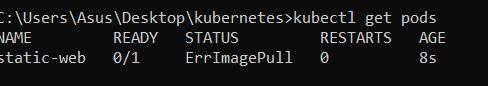 C:\Users\Asus\Desktop\kubernetes>kubectl get pods
NAME READY STATUS RESTARTS AGE
static-web 0/1 ErrImagePull 0 8s